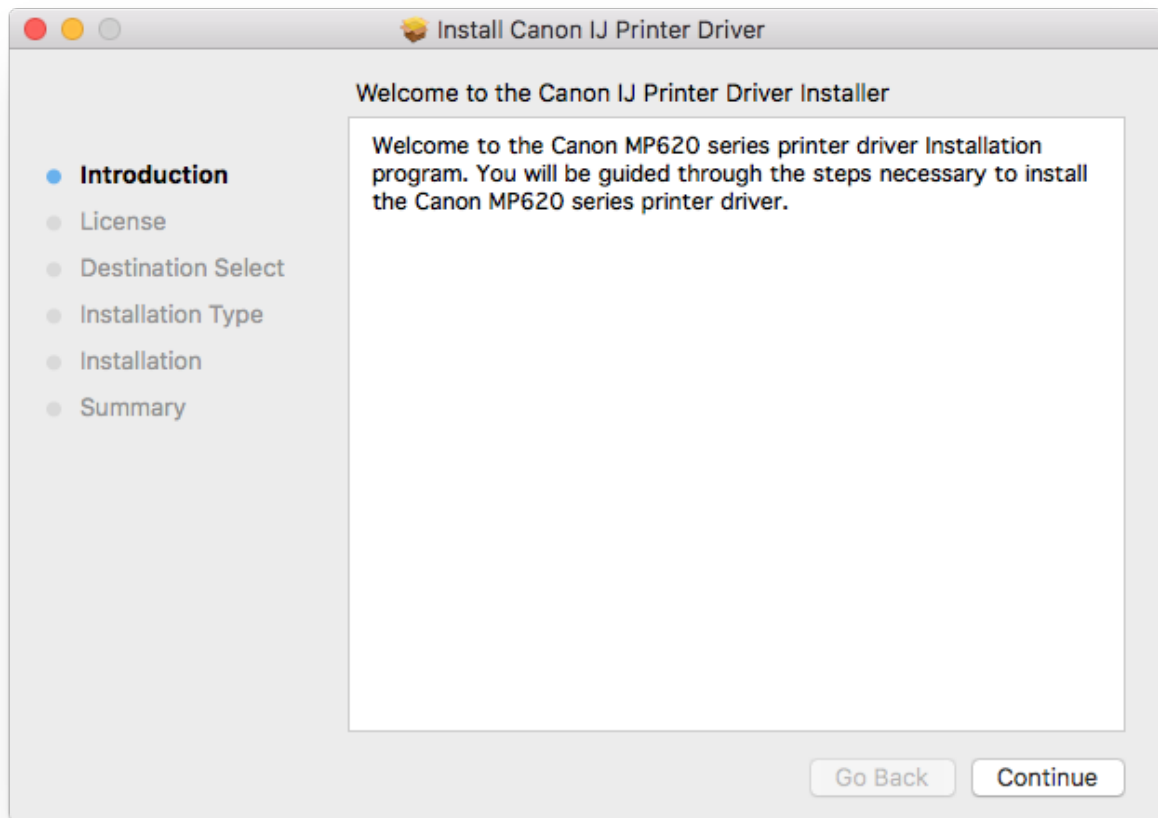 Install Canon IJ Printer Driver
Welcome to the Canon IJ Printer Driver Installer
Introduction
License
Destination Select
Installation Type
Installation
Summary
Welcome to the Canon MP620 series printer driver Installation
program. You will be guided through the steps necessary to install
the Canon MP620 series printer driver.
Go Back
Continue